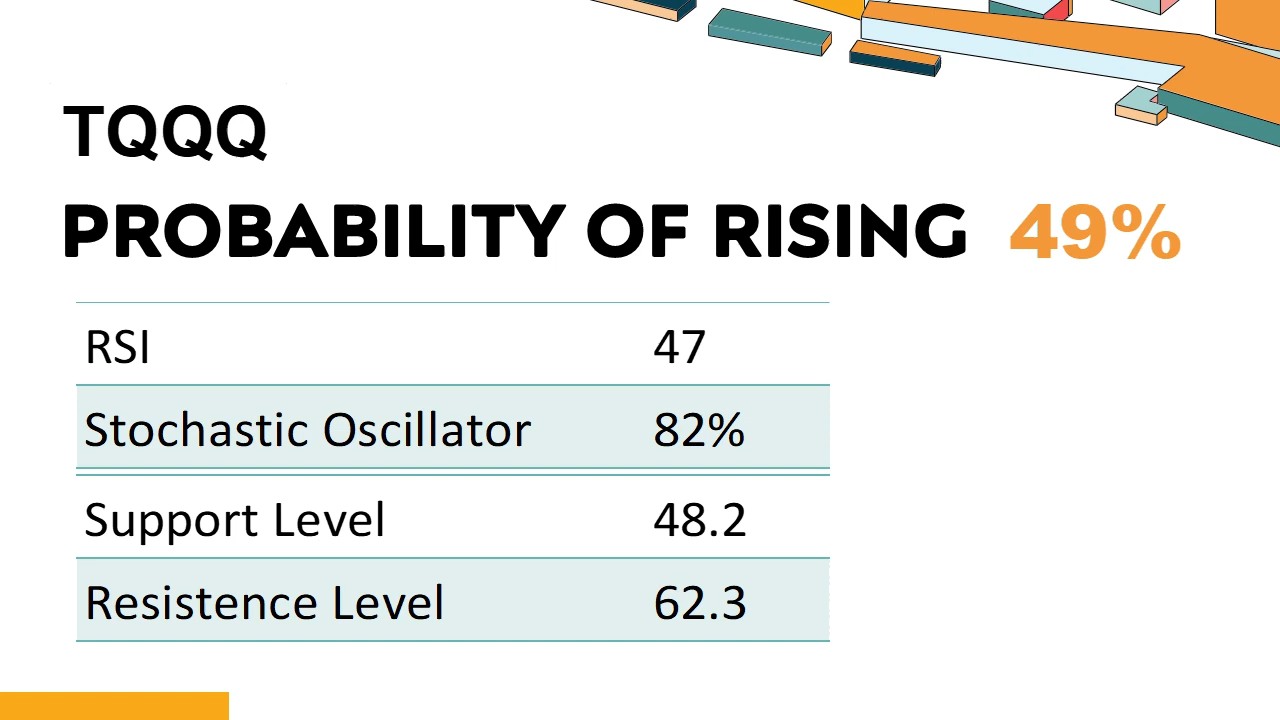 TQQQ
PROBABILITY OF RISING 49%
RSI 47
Stochastic Oscillator 82%
Support Level 48.2
Resistence Level 62.3